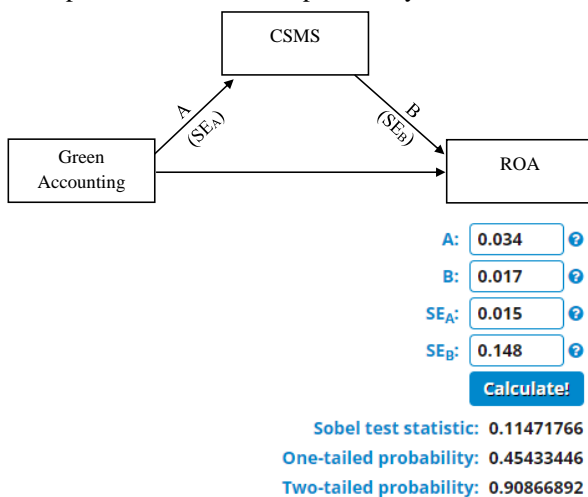 CSMS
A
(SEA)
B
(SEB)
Green
Accounting
ROA
A: 0.034
B: 0.017
SEA: 0.015
SEB: 0.148
Calculate!
Sobel test statistic: 0.11471766
One-tailed probability: 0.45433446
Two-tailed probability: 0.90866892